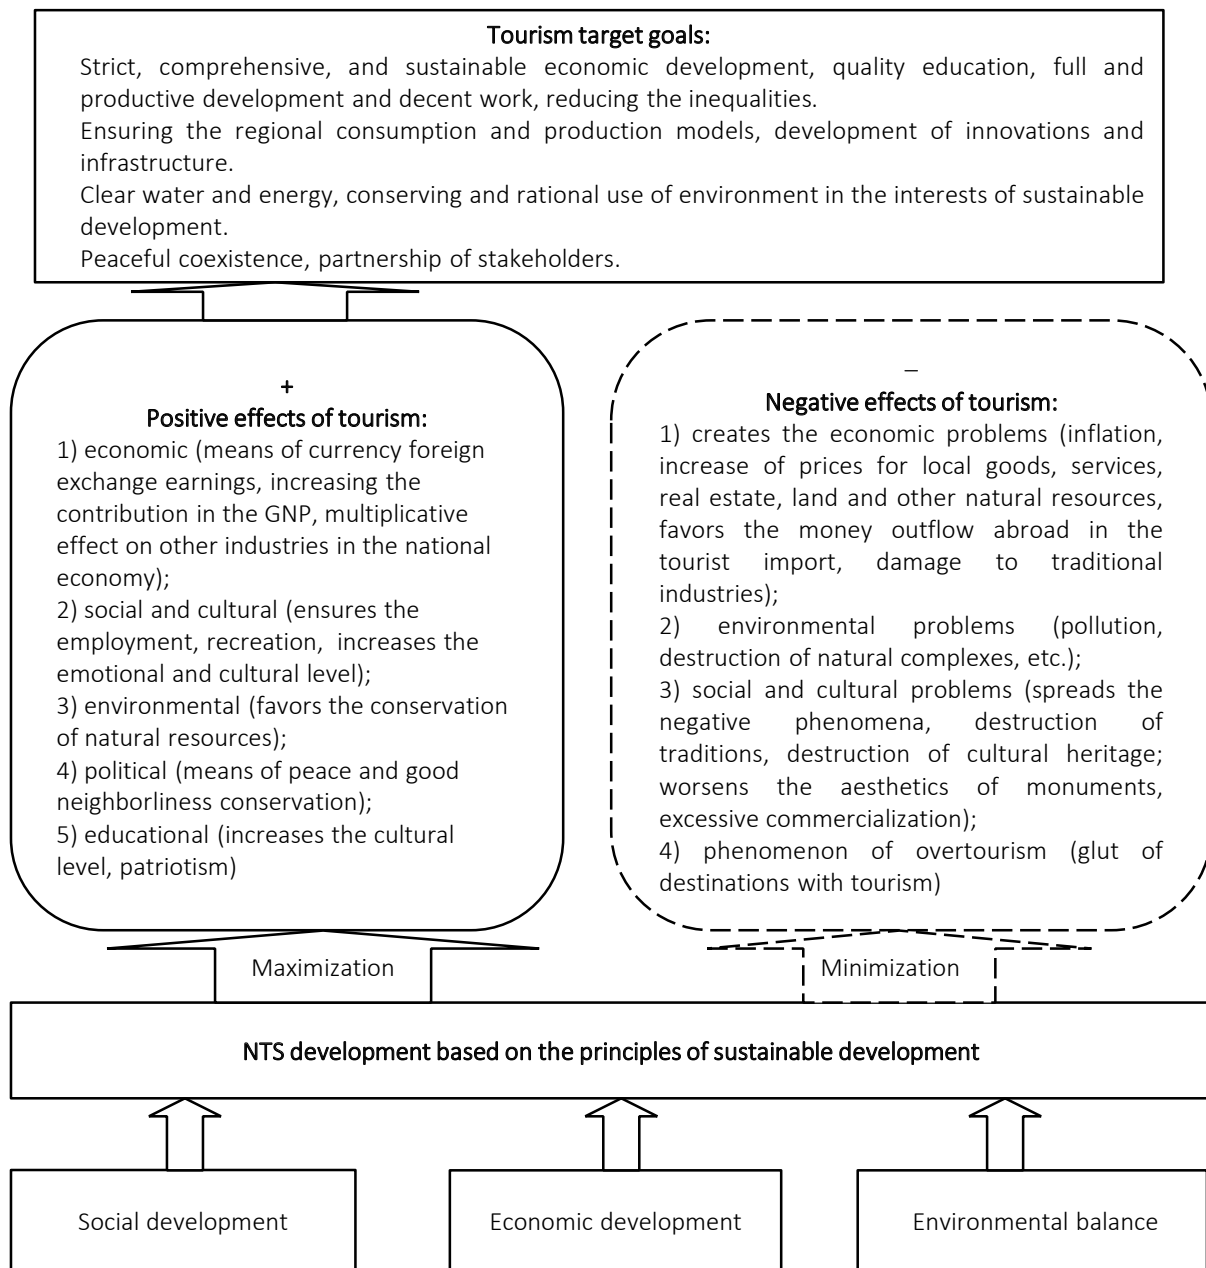 Tourism target goals:
Strict, comprehensive, and sustainable economic development, quality education, full and
productive development and decent work, reducing the inequalities.
Ensuring the regional consumption and production models, development of innovations and
infrastructure.
Clear water and energy, conserving and rational use of environment in the interests of sustainable
development.
Peaceful coexistence, partnership of stakeholders.
+
Positive effects of tourism:
1) economic (means of currency foreign
exchange earnings, increasing the
contribution in the GNP, multiplicative
effect on other industries in the national
economy);
2) social and cultural (ensures the
employment, recreation, increases the
emotional and cultural level);
3) environmental (favors the conservation
of natural resources);
4) political (means of peace and good
neighborliness conservation);
5) educational (increases the cultural
level, patriotism)
–
Negative effects of tourism:
1) creates the economic problems (inflation,
increase of prices for local goods, services,
real estate, land and other natural resources,
favors the money outflow abroad in the
tourist import, damage to traditional
industries);
2) environmental problems (pollution,
destruction of natural complexes, etc.);
3) social and cultural problems (spreads the
negative phenomena, destruction of
traditions, destruction of cultural heritage;
worsens the aesthetics of monuments,
excessive commercialization);
4) phenomenon of overtourism (glut of
destinations with tourism)
Maximization
Minimization
NTS development based on the principles of sustainable development
Social development
Economic development
Environmental balance